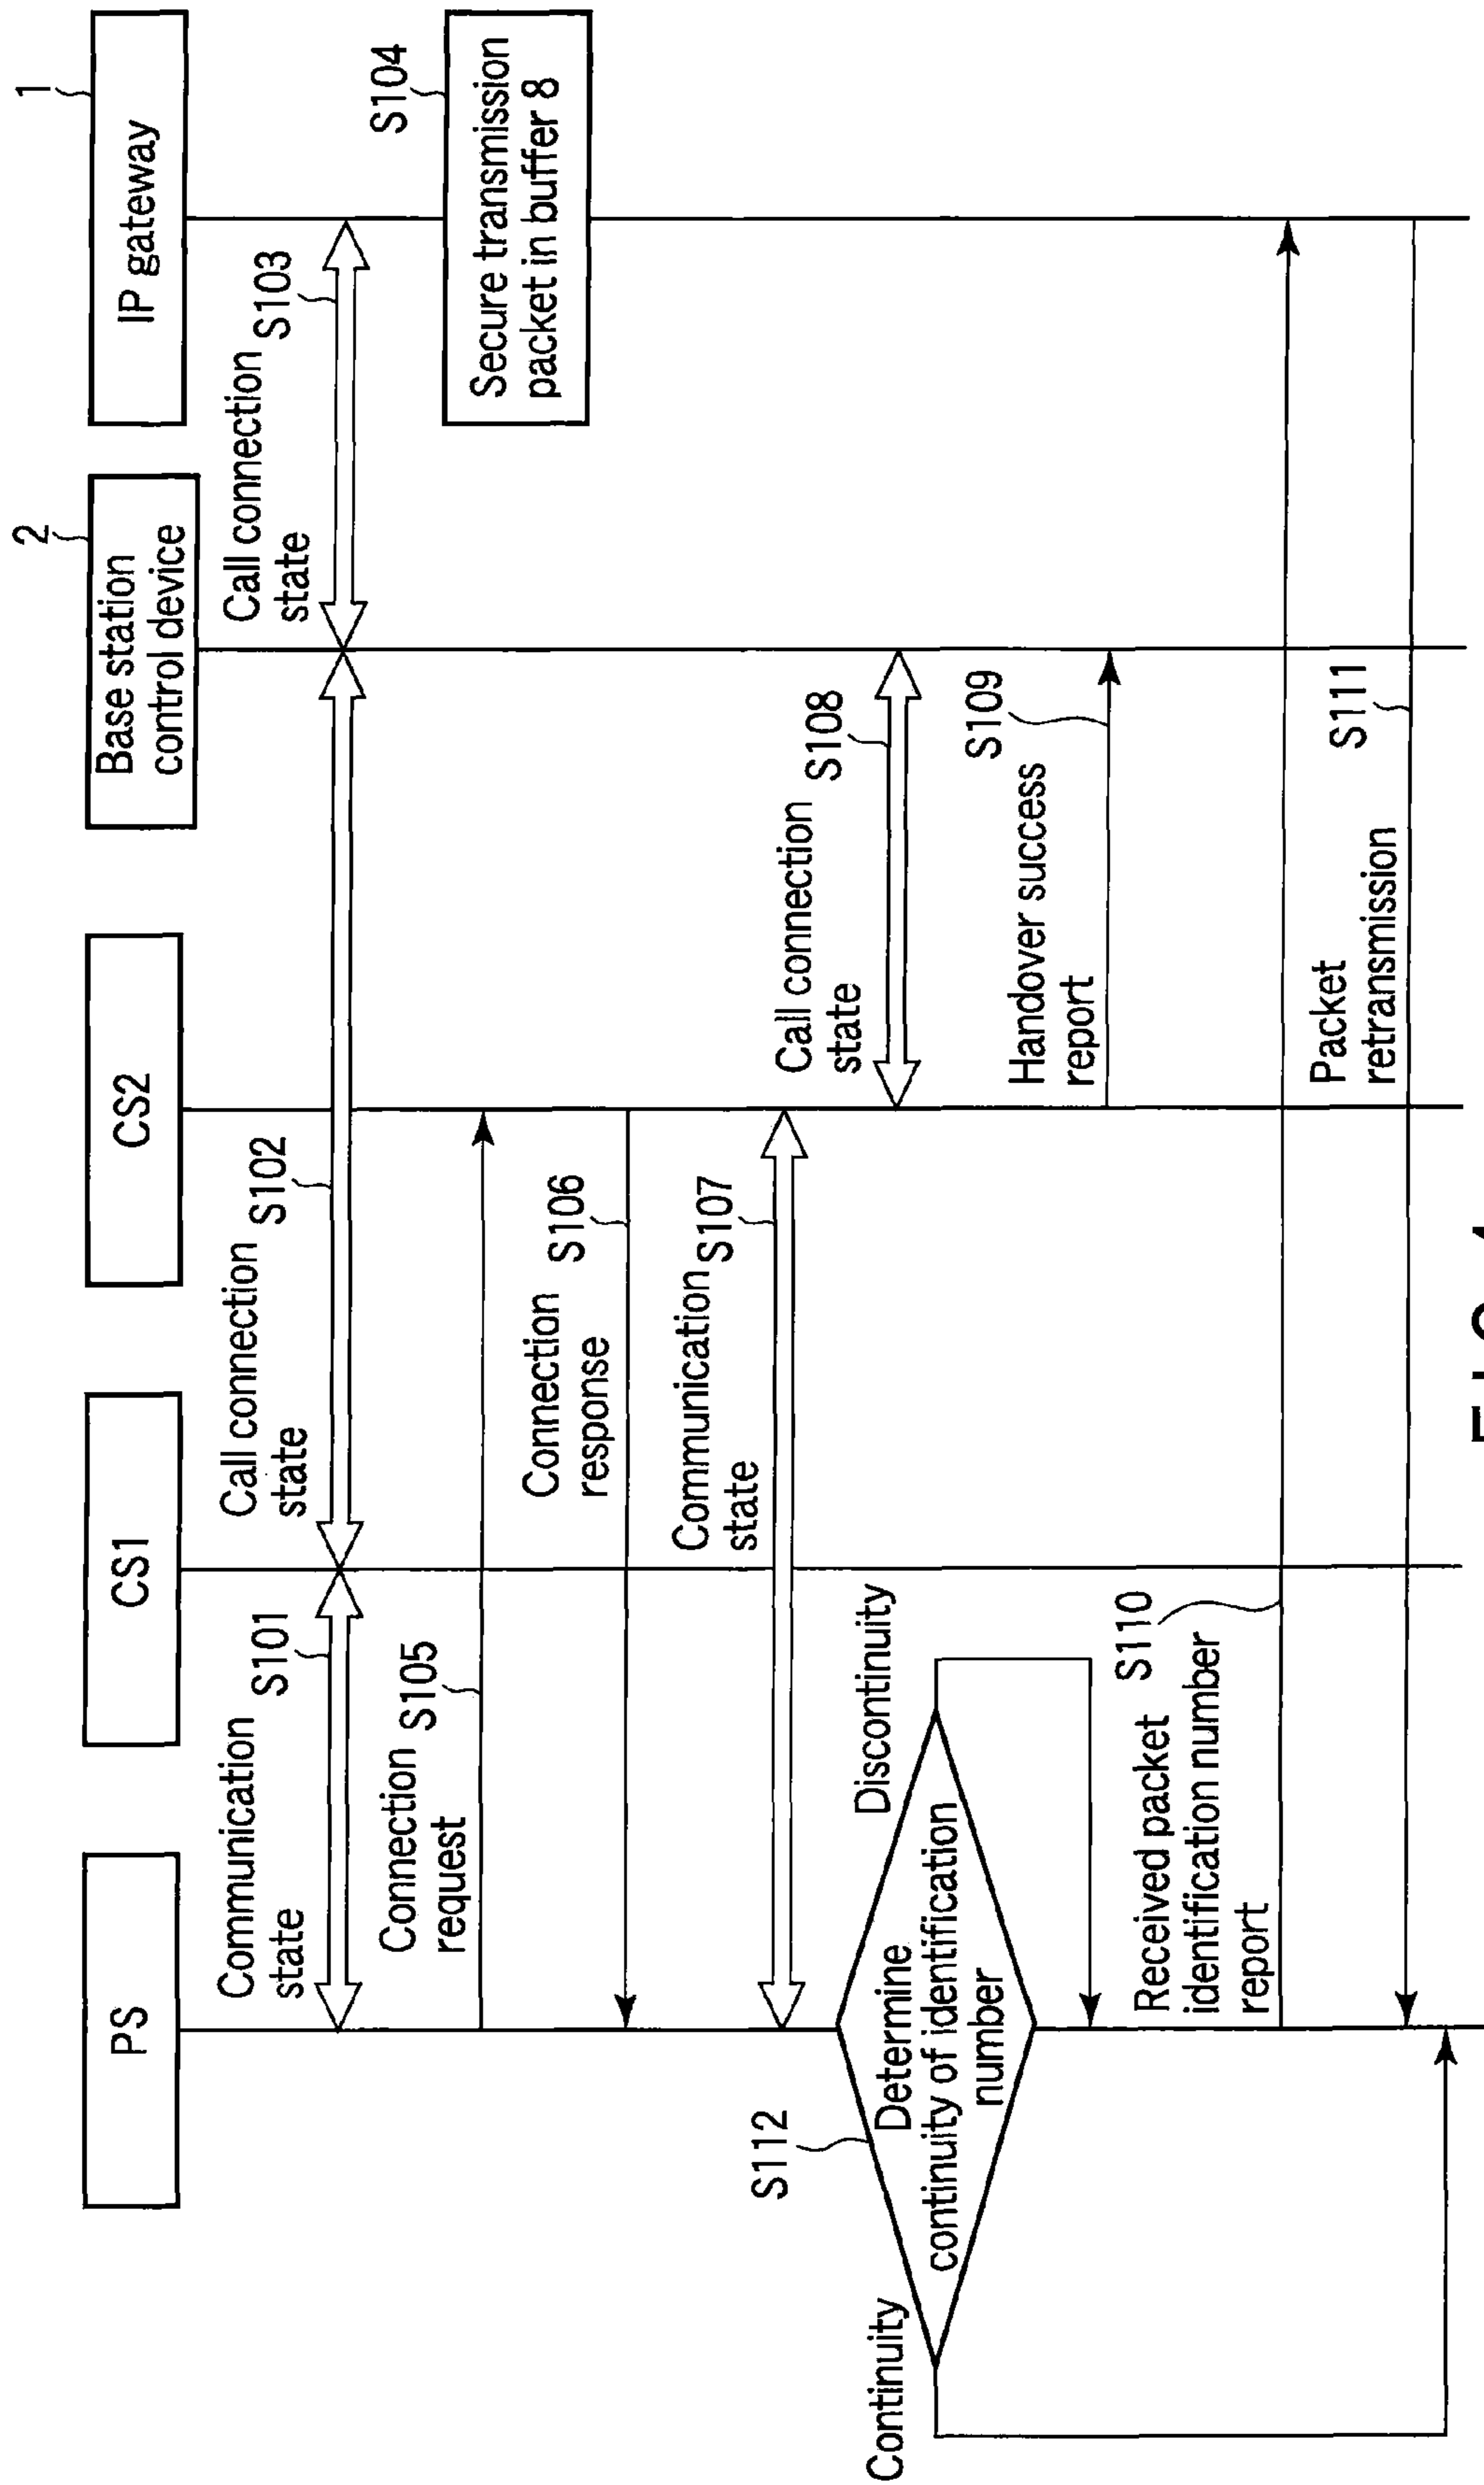 PS
CS1
CS2
2
Base station
control device
1
IP gateway
Communication
state
S101
Call connection
state
S102
Call connection
state
S103
S104
Secure transmission
packet in buffer 8
Connection
request
S105
Connection
response
S106
Communication
state
S107
Call connection
state
S108
S112
Determine
continuity of identification
number
Continuity
Discontinuity
Handover success
report
S109
Received packet
identification number
report
S110
Packet
retransmission
S111